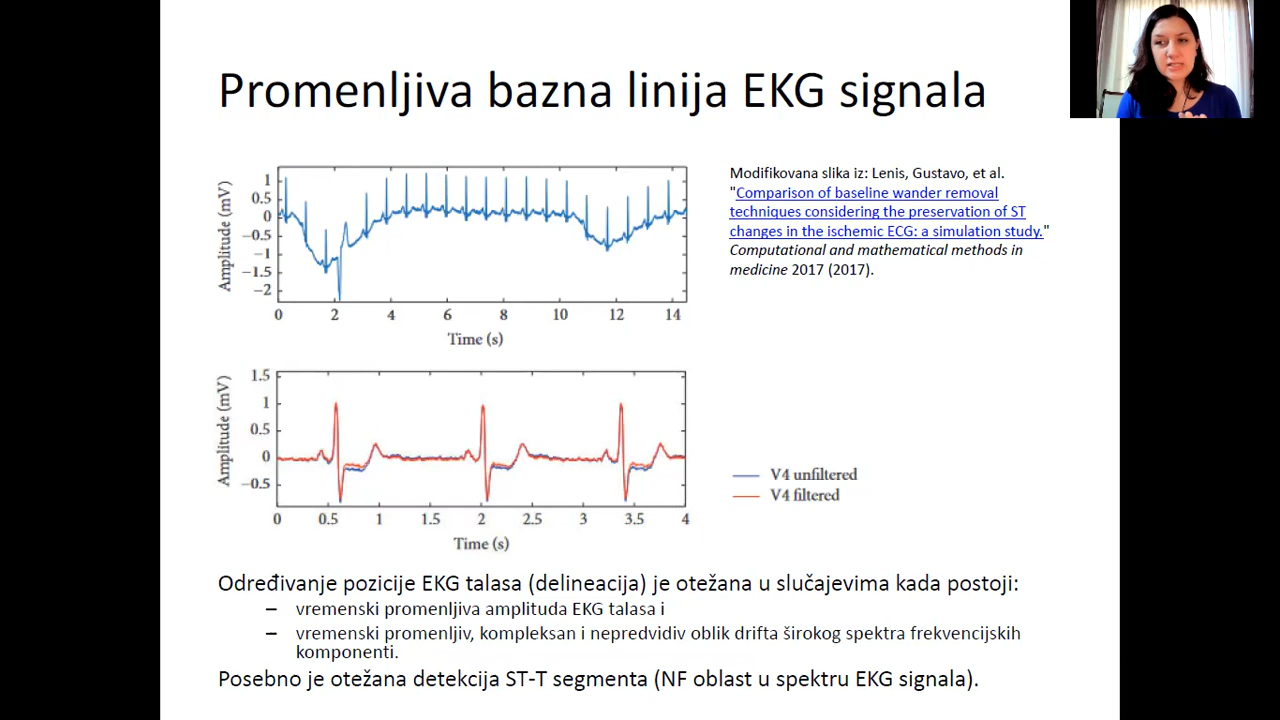 Promenljiva bazna linija EKG signala
Amplitude (mV)
1
0.5
0
−0.5
−1
−1.5
−2
0 2 4 6 8 10 12 14
Time (s)
Modifikovana slika iz: Lenis, Gustavo, et al.
"Comparison of baseline wander removal
techniques considering the preservation of ST
changes in the ischemic ECG: a simulation study."
Computational and mathematical methods in
medicine 2017 (2017).
Amplitude (mV)
1.5
1
0.5
0
−0.5
0 0.5 1 1.5 2 2.5 3 3.5 4
Time (s)
V4 unfiltered
V4 filtered
Određivanje pozicije EKG talasa (delineacija) je otežana u slučajevima kada postoji:
– vremenski promenljiva amplituda EKG talasa i
– vremenski promenljiv, kompleksan i nepredvidiv oblik drifta širokog spektra frekvencijskih
komponenti.
Posebno je otežana detekcija ST-T segmenta (NF oblast u spektru EKG signala).